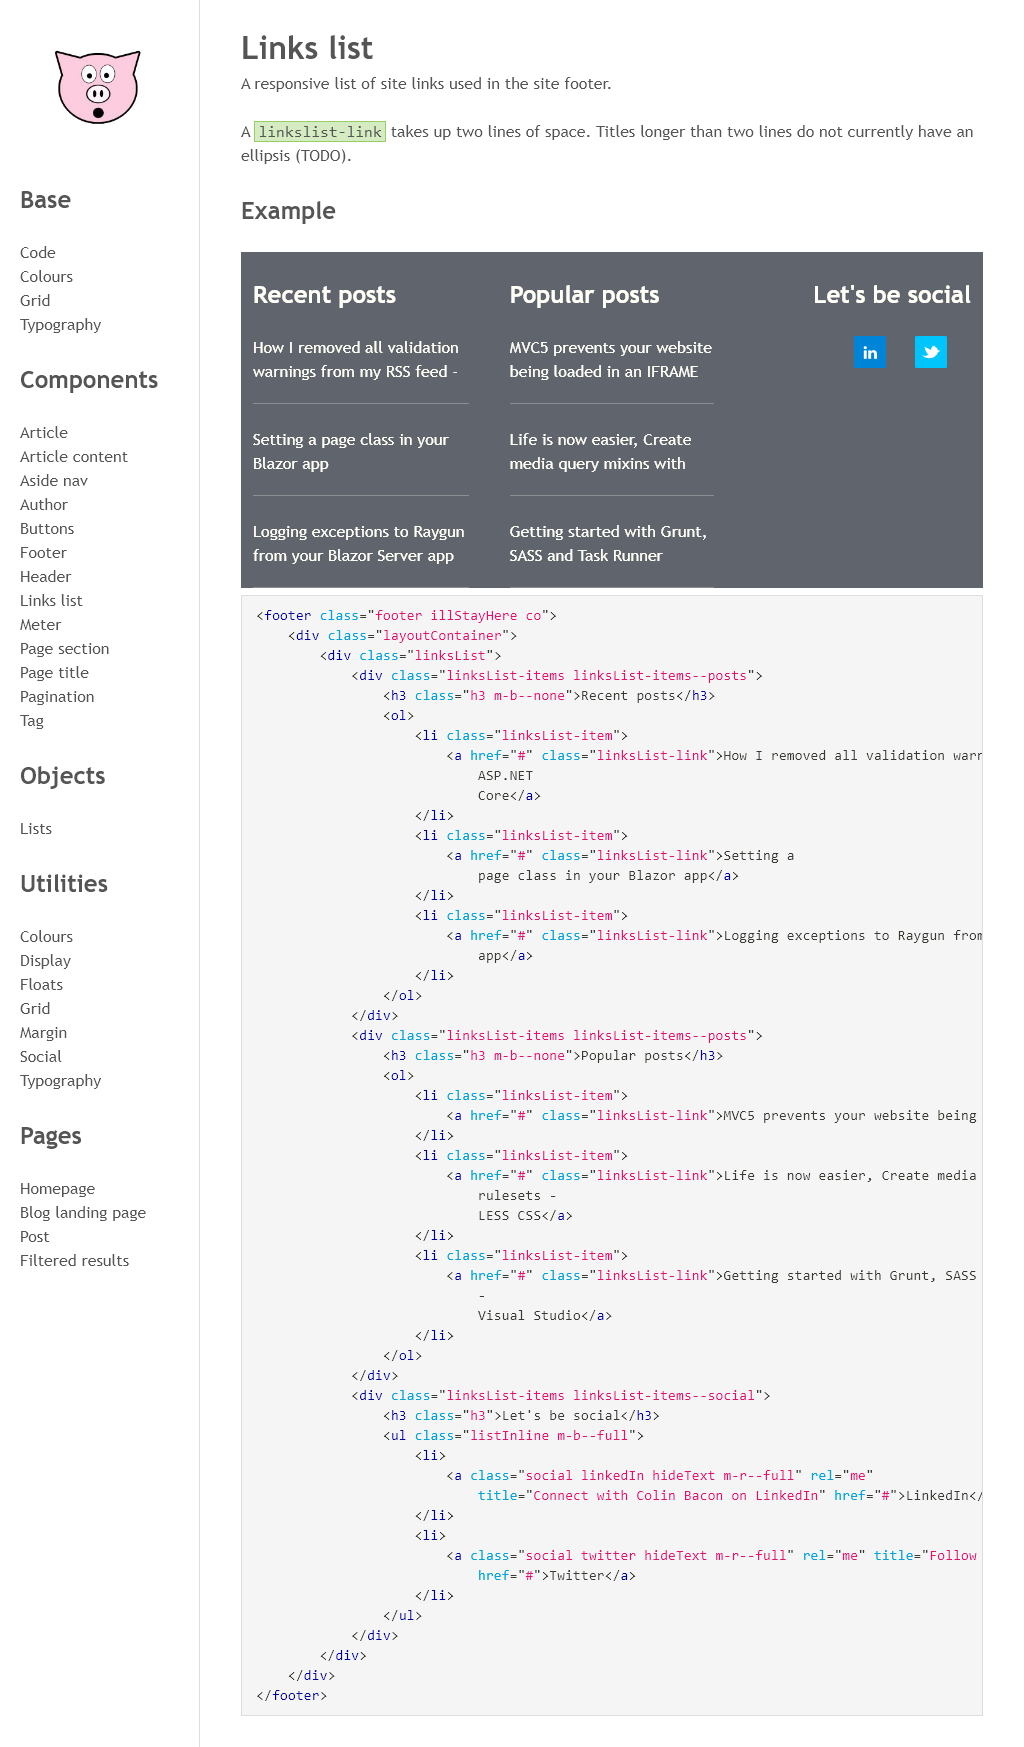 Base
Code
Colours
Grid
Typography
Components
Article
Article content
Aside nav
Author
Buttons
Footer
Header
Links list
Meter
Page section
Page title
Pagination
Tag
Objects
Lists
Utilities
Colours
Display
Floats
Grid
Margin
Social
Typography
Pages
Homepage
Blog landing page
Post
Filtered results
Links list
A responsive list of site links used in the site footer.
A linkslist-link takes up two lines of space. Titles longer than two lines do not currently have an
ellipsis (TODO).
Example
Recent posts
How I removed all validation
warnings from my RSS feed -
Setting a page class in your
Blazor app
Logging exceptions to Raygun
from your Blazor Server app
Popular posts
MVC5 prevents your website
being loaded in an IFRAME
Life is now easier, Create
media query mixins with
Getting started with Grunt,
SASS and Task Runner
Let's be social
in
<footer class="footer illStayHere co">
<div class="layoutContainer">
<div class="linksList">
<div class="linksList-items linksList-items--posts">
<h3 class="h3 m-b--none">Recent posts</h3>
<ol>
<li class="linksList-item">
<a href="#" class="linksList-link">How I removed all validation warn
ASP.NET
Core</a>
</li>
<li class="linksList-item">
<a href="#" class="linksList-link">Setting a
page class in your Blazor app</a>
</li>
<li class="linksList-item">
<a href="#" class="linksList-link">Logging exceptions to Raygun from
app</a>
</li>
</ol>
</div>
<div class="linksList-items linksList-items--posts">
<h3 class="h3 m-b--none">Popular posts</h3>
<ol>
<li class="linksList-item">
<a href="#" class="linksList-link">MVC5 prevents your website being
</li>
<li class="linksList-item">
<a href="#" class="linksList-link">Life is now easier, Create media
rulesets -
LESS CSS</a>
</li>
<li class="linksList-item">
<a href="#" class="linksList-link">Getting started with Grunt, SASS
-
Visual Studio</a>
</li>
</ol>
</div>
<div class="linksList-items linksList-items--social">
<h3 class="h3">Let's be social</h3>
<ul class="listInline m-b--full">
<li>
<a class="social linkedIn hideText m-r--full" rel="me"
title="Connect with Colin Bacon on LinkedIn" href="#">LinkedIn</
</li>
<li>
<a class="social twitter hideText m-r--full" rel="me" title="Follow
href="#">Twitter</a>
</li>
</ul>
</div>
</div>
</div>
</footer>